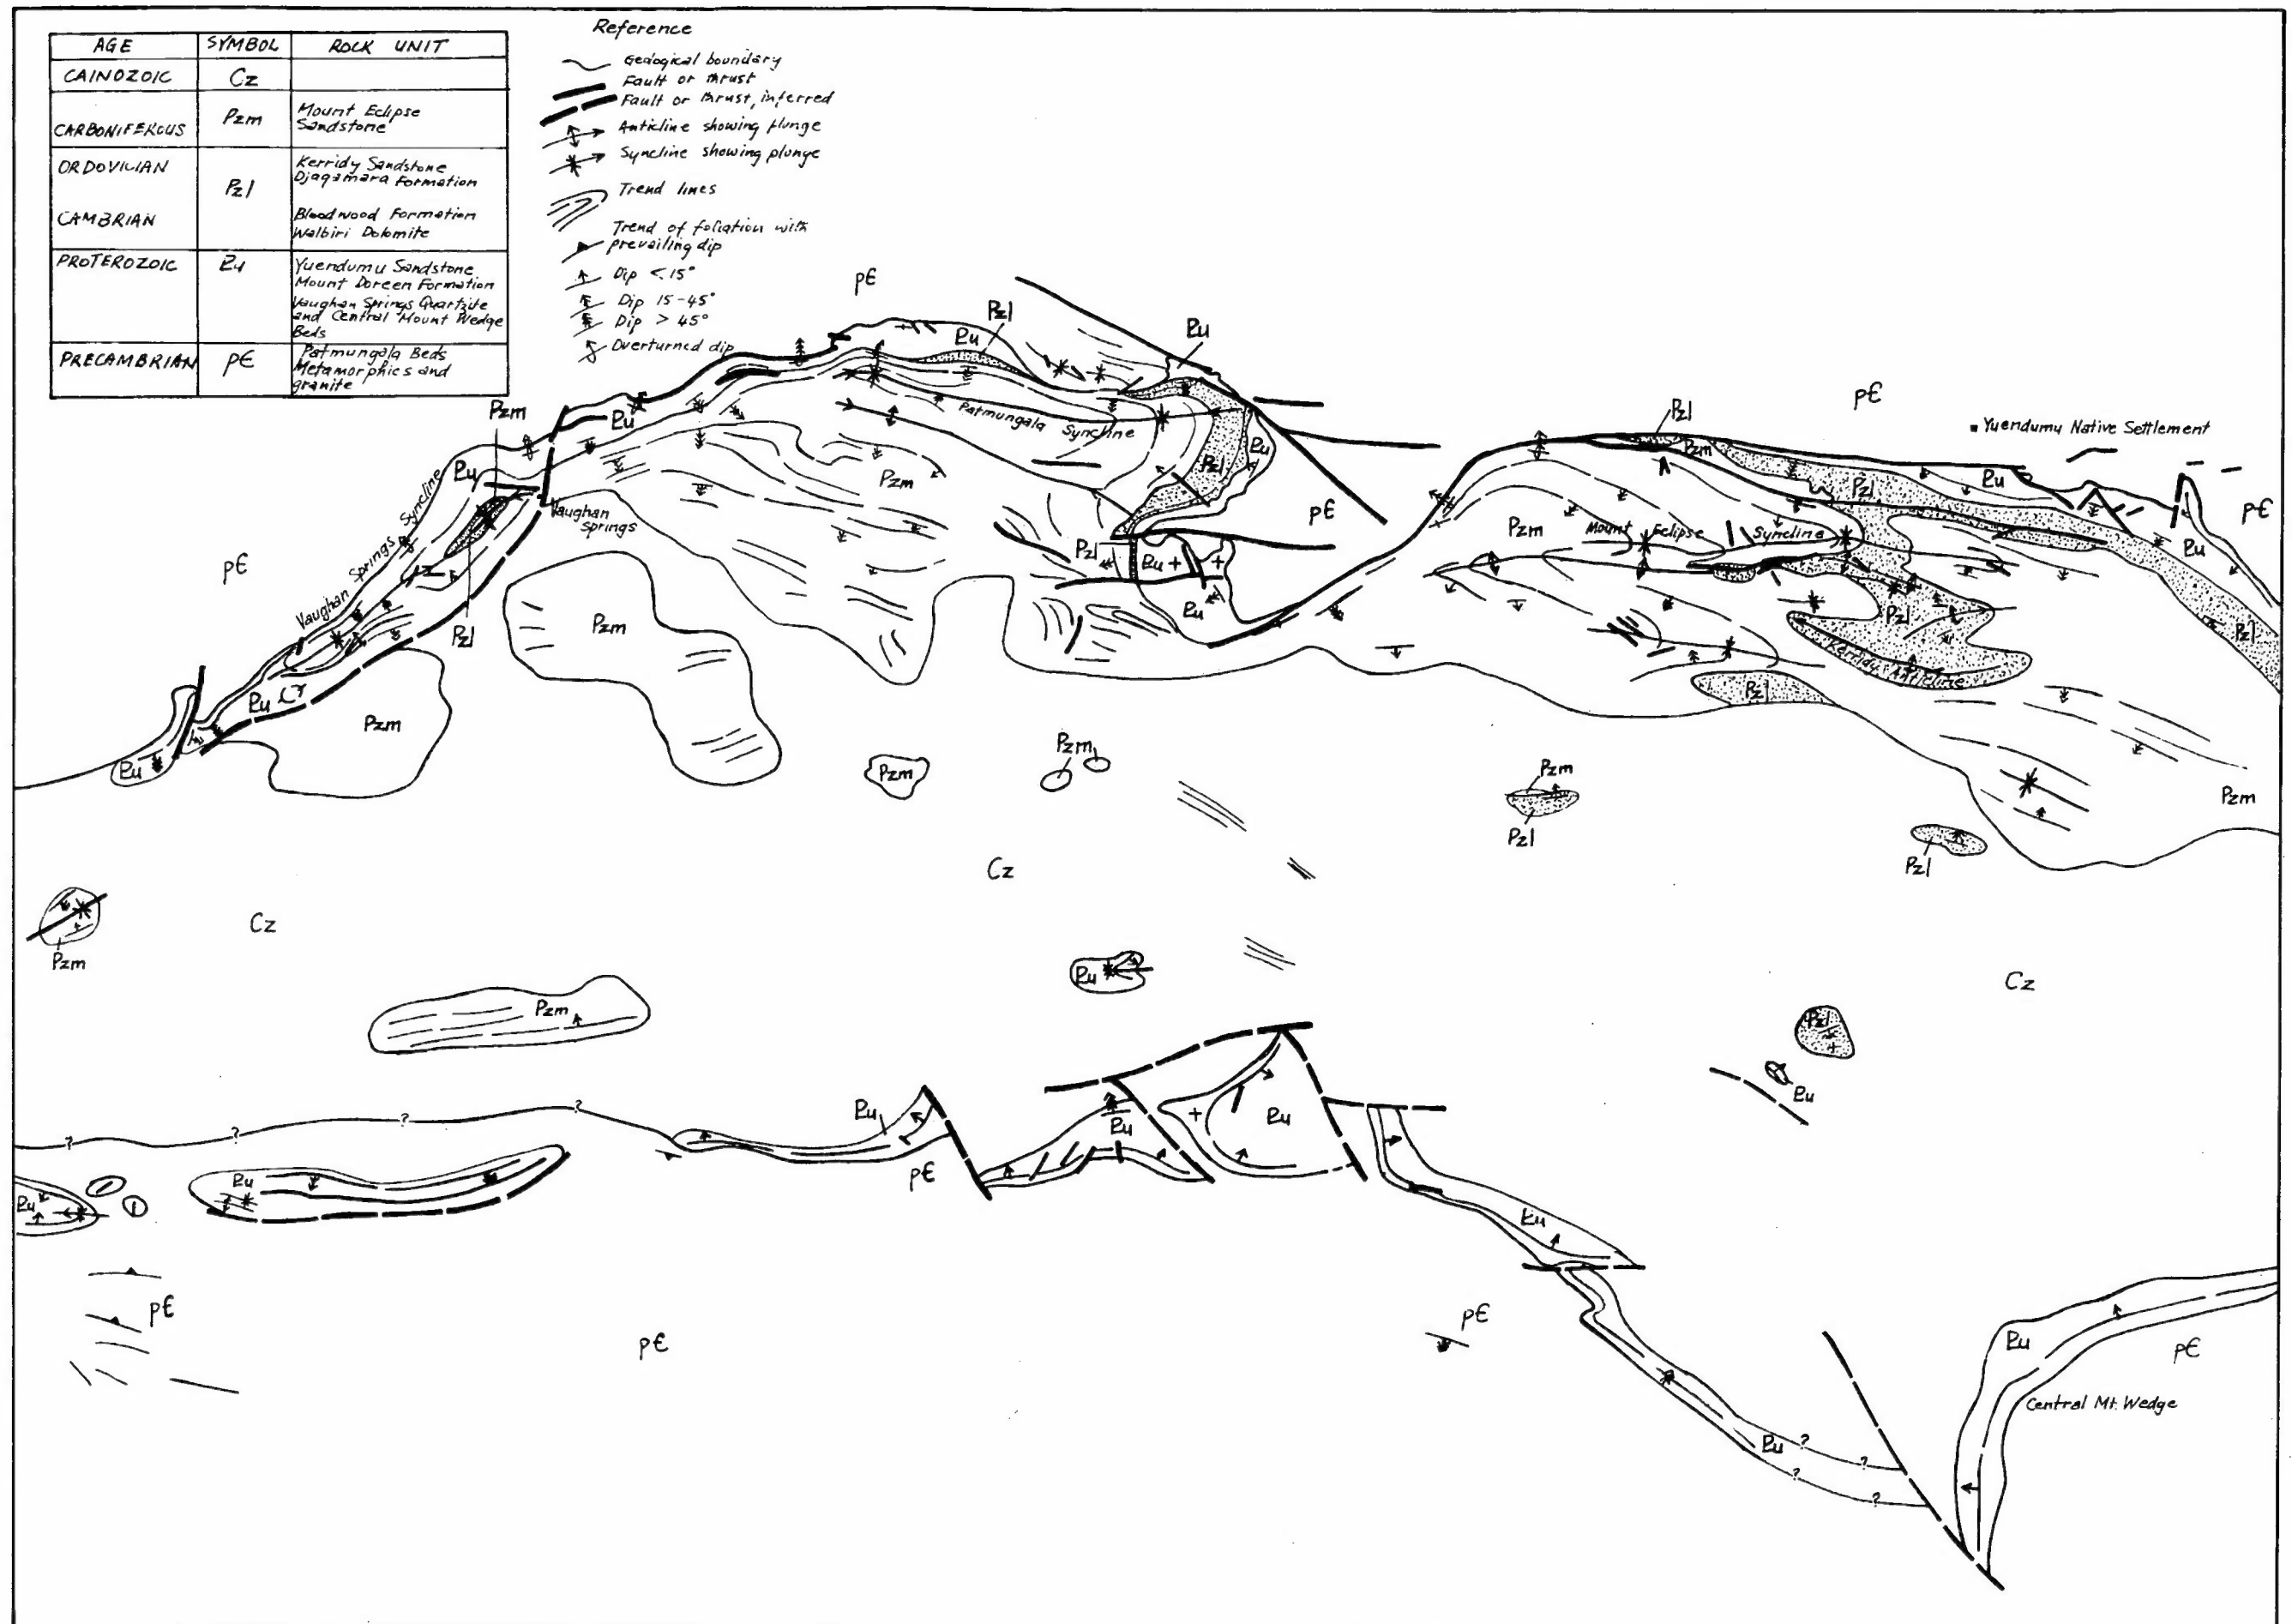 AGE SYMBOL ROCK UNIT
CAINOZOIC Cz
CARBONIFEROUS Pzm Mount Eclipse
Sandstone
ORDOVILIAN Pzl Kerridy Sandstone
Djagamara Formation
CAMBRIAN Bloodwood Formation
Walbiri Dolomite
PROTEROZOIC Pu Yuendumu Sandstone
Mount Doreen Formation
Vaughan Springs Quartzite
and Central Mount Wedge
Beds
PRECAMBRIAN p€ Patmungala Beds
Metamorphics and
granite
Reference
Geological boundary
Fault or thrust
Fault or thrust, inferred
Anticline showing plunge
Syncline showing plunge
Trend lines
Trend of foliation with
prevailing dip
Dip < 15°
Dip 15-45°
Dip > 45°
Overturned dip
p€
Pzl
Pu
Pu
p€
Pzl
Yuendumu Native Settlement
Pzm
Pu
Patmungala Syncline
Pzm
Pu
Pu
Pu
Pzl
Pzm
Pzl
Pu
p€
p€
Vaughan Springs
Pzm
Mount Eclipse Syncline
Pzl
Pu +
+
Pu
p€
Vaughan Springs Syncline
Pu
Pzl
Pzm
Pzl
Pzl
Kerridy Anticline
Pzl
Pu
Pzm
Pu
Pzm
Pzm
Pzm
Pzl
Pzm
Pzl
Cz
Cz
Pzm
Pu
Cz
Pzm
Pzl
+
Pu
Pu
Pu
+
Pu
? ? ? ?
p€
Pu
Pu
Pu
p€
p€
p€
Pu
p€
Central Mt. Wedge
Pu
? ? ? ?